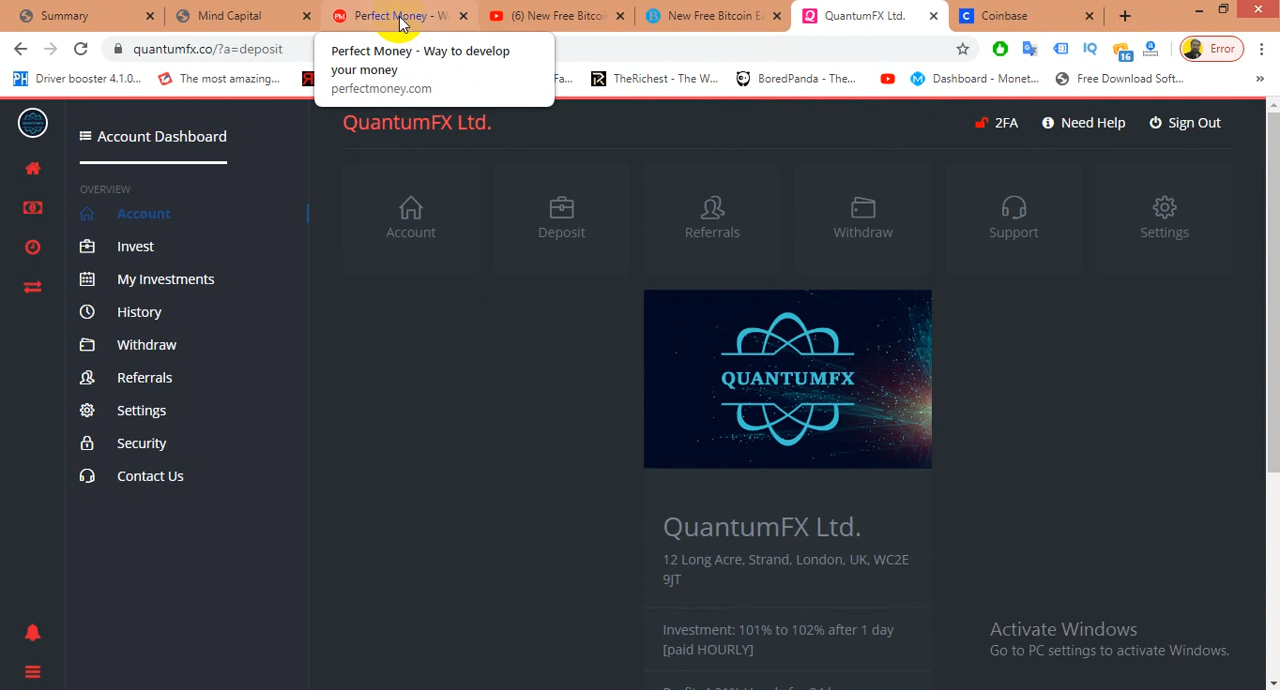 Summary
Mind Capital
Perfect Money - W
(6) New Free Bitcoi
New Free Bitcoin E
QuantumFX Ltd.
Coinbase
quantumfx.co/?a=deposit
IQ
16
Error
Perfect Money - Way to develop
your money
perfectmoney.com
Driver booster 4.1.0...
The most amazing...
Fa...
TheRichest - The W...
BoredPanda - The...
Dashboard - Monet...
Free Download Soft...
»
Account Dashboard
QuantumFX Ltd.
2FA
Need Help
Sign Out
OVERVIEW
Account
Invest
My Investments
History
Withdraw
Referrals
Settings
Security
Contact Us
Account
Deposit
Referrals
Withdraw
Support
Settings
QUANTUMFX
QuantumFX Ltd.
12 Long Acre, Strand, London, UK, WC2E
9JT
Investment: 101% to 102% after 1 day
[paid HOURLY]
Activate Windows
Go to PC settings to activate Windows.